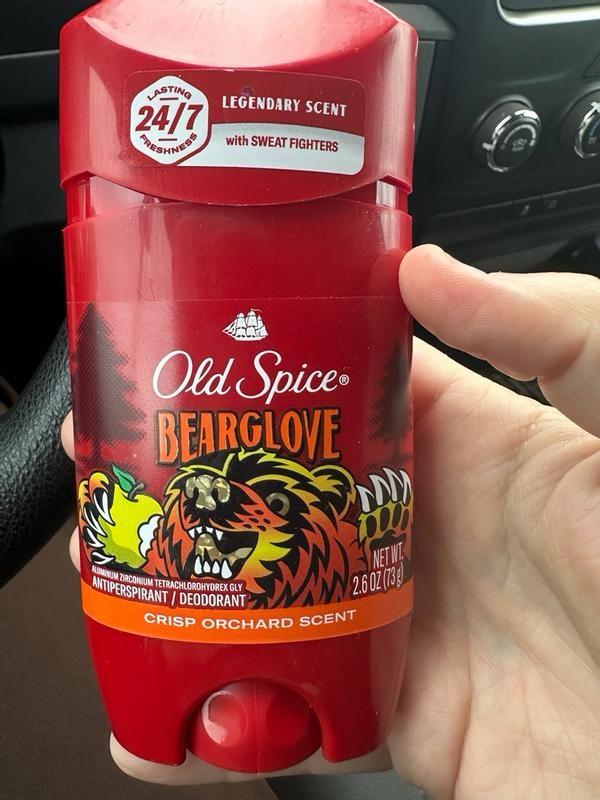 LASTING
24/7
FRESHNESS
LEGENDARY SCENT
with SWEAT FIGHTERS
Old Spice®
BEARGLOVE
ALUMINUM ZIRCONIUM TETRACHLOROHYDREX GLY
ANTIPERSPIRANT / DEODORANT
NET WT.
2.6 OZ (73 g)
CRISP ORCHARD SCENT